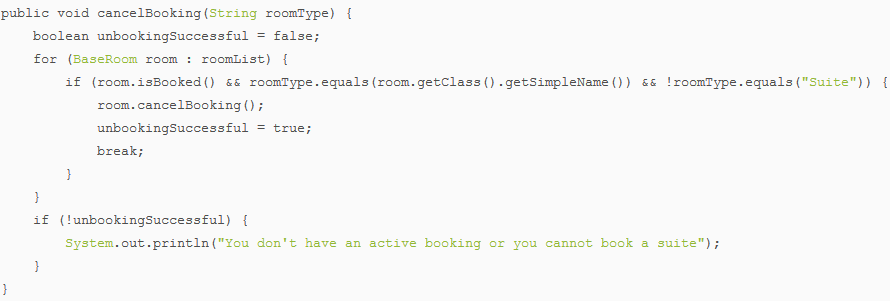 public void cancelBooking(String roomType) {
    boolean unbookingSuccessful = false;
    for (BaseRoom room : roomList) {
        if (room.isBooked() && roomType.equals(room.getClass().getSimpleName()) && !roomType.equals("Suite")) {
            room.cancelBooking();
            unbookingSuccessful = true;
            break;
        }
    }
    if (!unbookingSuccessful) {
        System.out.println("You don't have an active booking or you cannot book a suite");
    }
}